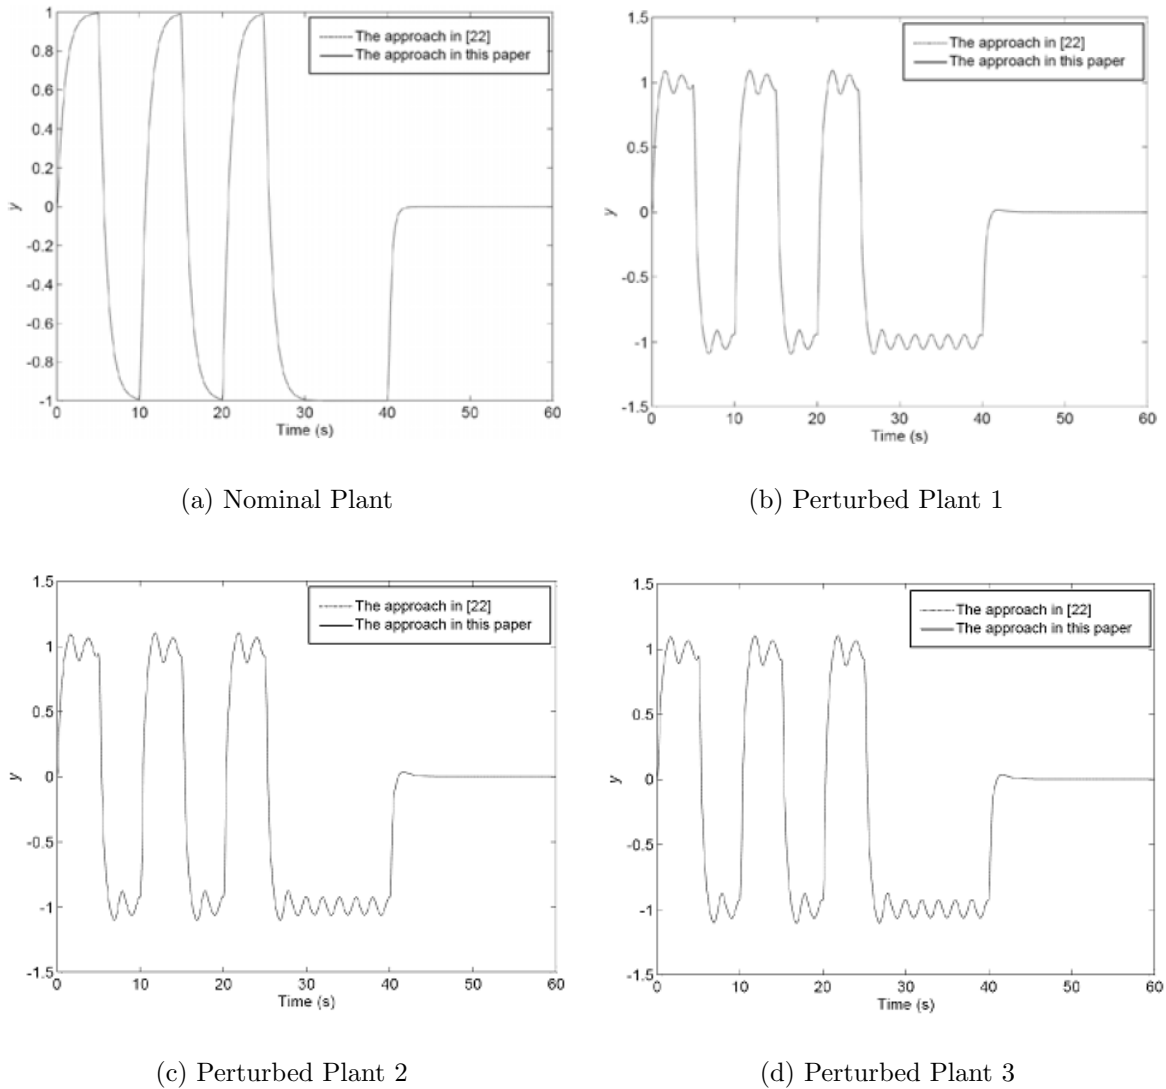 The approach in [22]
The approach in this paper
1
0.8
0.6
0.4
0.2
0
-0.2
-0.4
-0.6
-0.8
-1
y
0 10 20 30 40 50 60
Time (s)
(a) Nominal Plant
The approach in [22]
The approach in this paper
1.5
1
0.5
0
-0.5
-1
-1.5
y
0 10 20 30 40 50 60
Time (s)
(b) Perturbed Plant 1
The approach in [22]
The approach in this paper
1.5
1
0.5
0
-0.5
-1
-1.5
y
0 10 20 30 40 50 60
Time (s)
(c) Perturbed Plant 2
The approach in [22]
The approach in this paper
1.5
1
0.5
0
-0.5
-1
-1.5
y
0 10 20 30 40 50 60
Time (s)
(d) Perturbed Plant 3